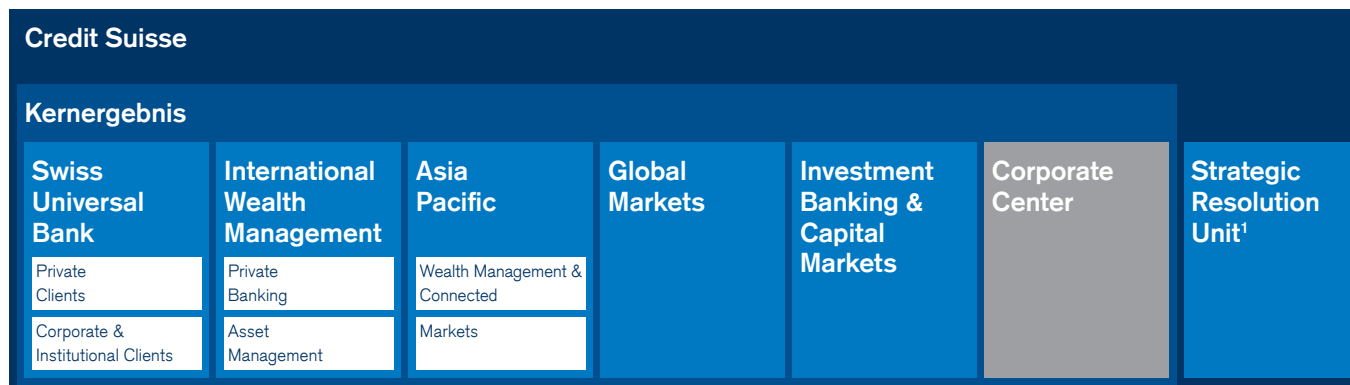 Credit Suisse
Kernergebnis
Swiss
Universal
Bank
Private
Clients
Corporate &
Institutional Clients
International
Wealth
Management
Private
Banking
Asset
Management
Asia
Pacific
Wealth Management &
Connected
Markets
Global
Markets
Investment
Banking &
Capital
Markets
Corporate
Center
Strategic
Resolution
Unit¹